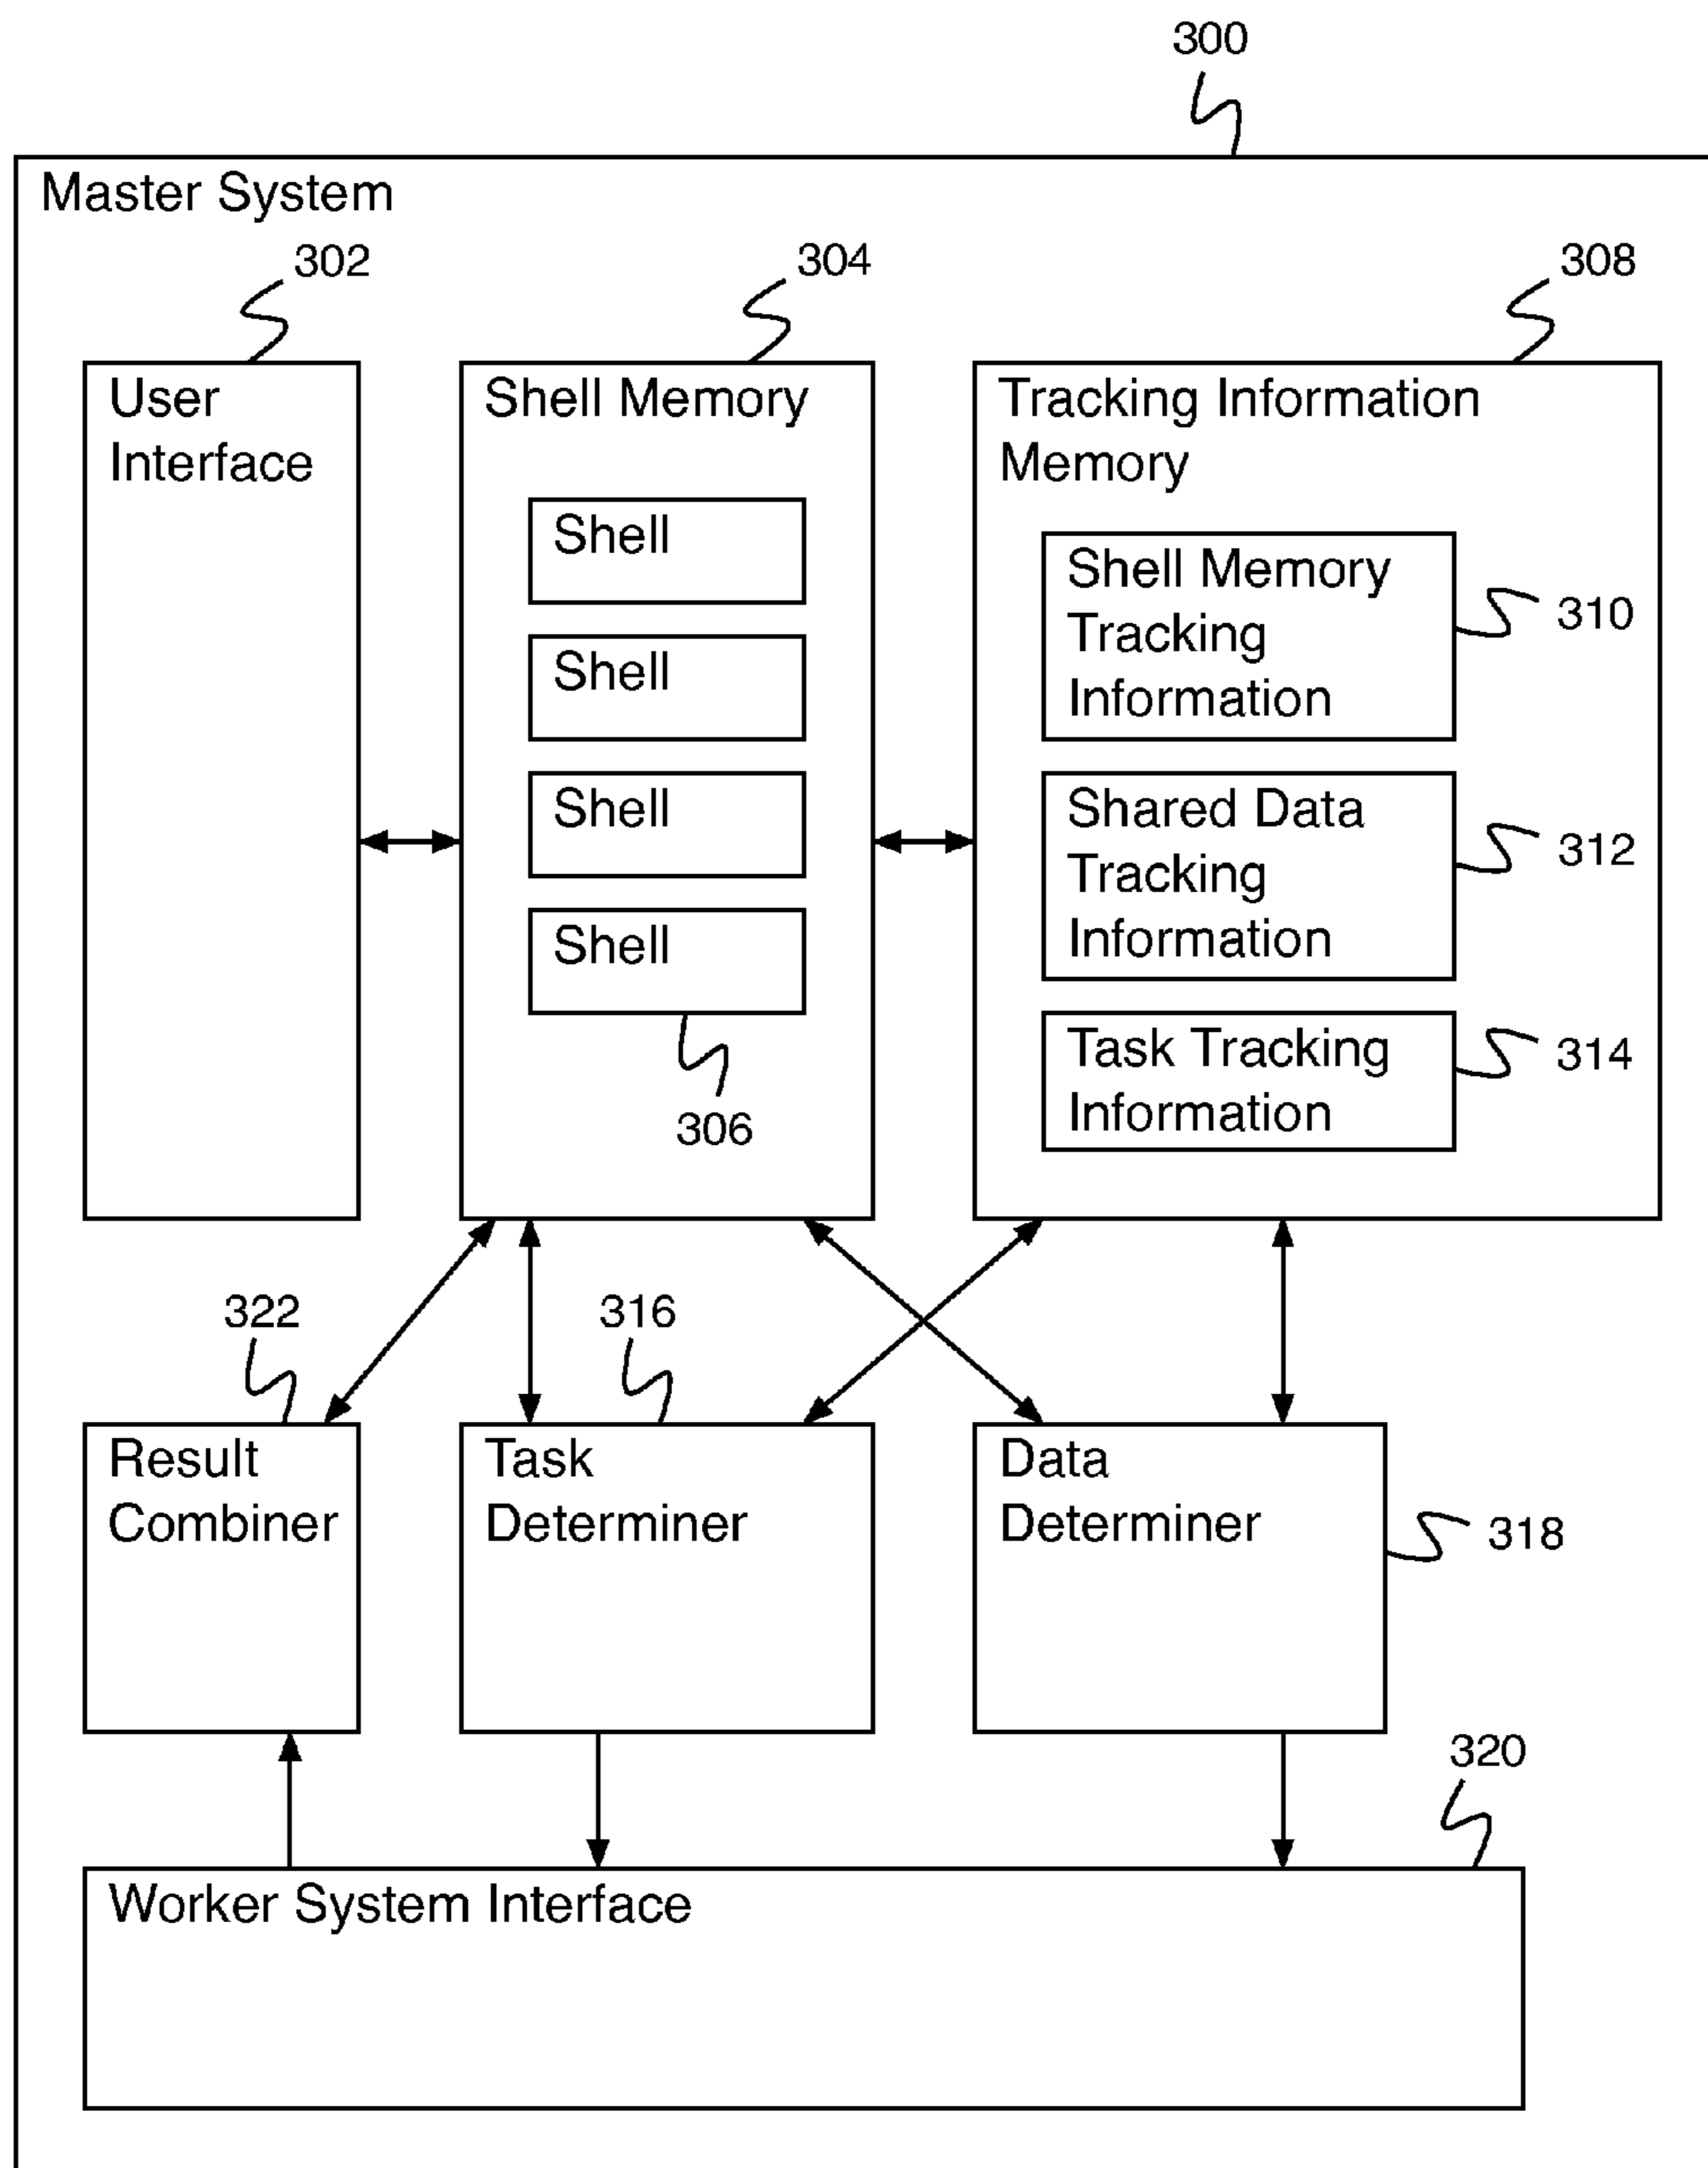 300
Master System
302
304
308
User
Interface
Shell Memory
Shell
Shell
Shell
Shell
306
Tracking Information
Memory
Shell Memory
Tracking
Information
310
Shared Data
Tracking
Information
312
Task Tracking
Information
314
322
316
Result
Combiner
Task
Determiner
Data
Determiner
318
320
Worker System Interface